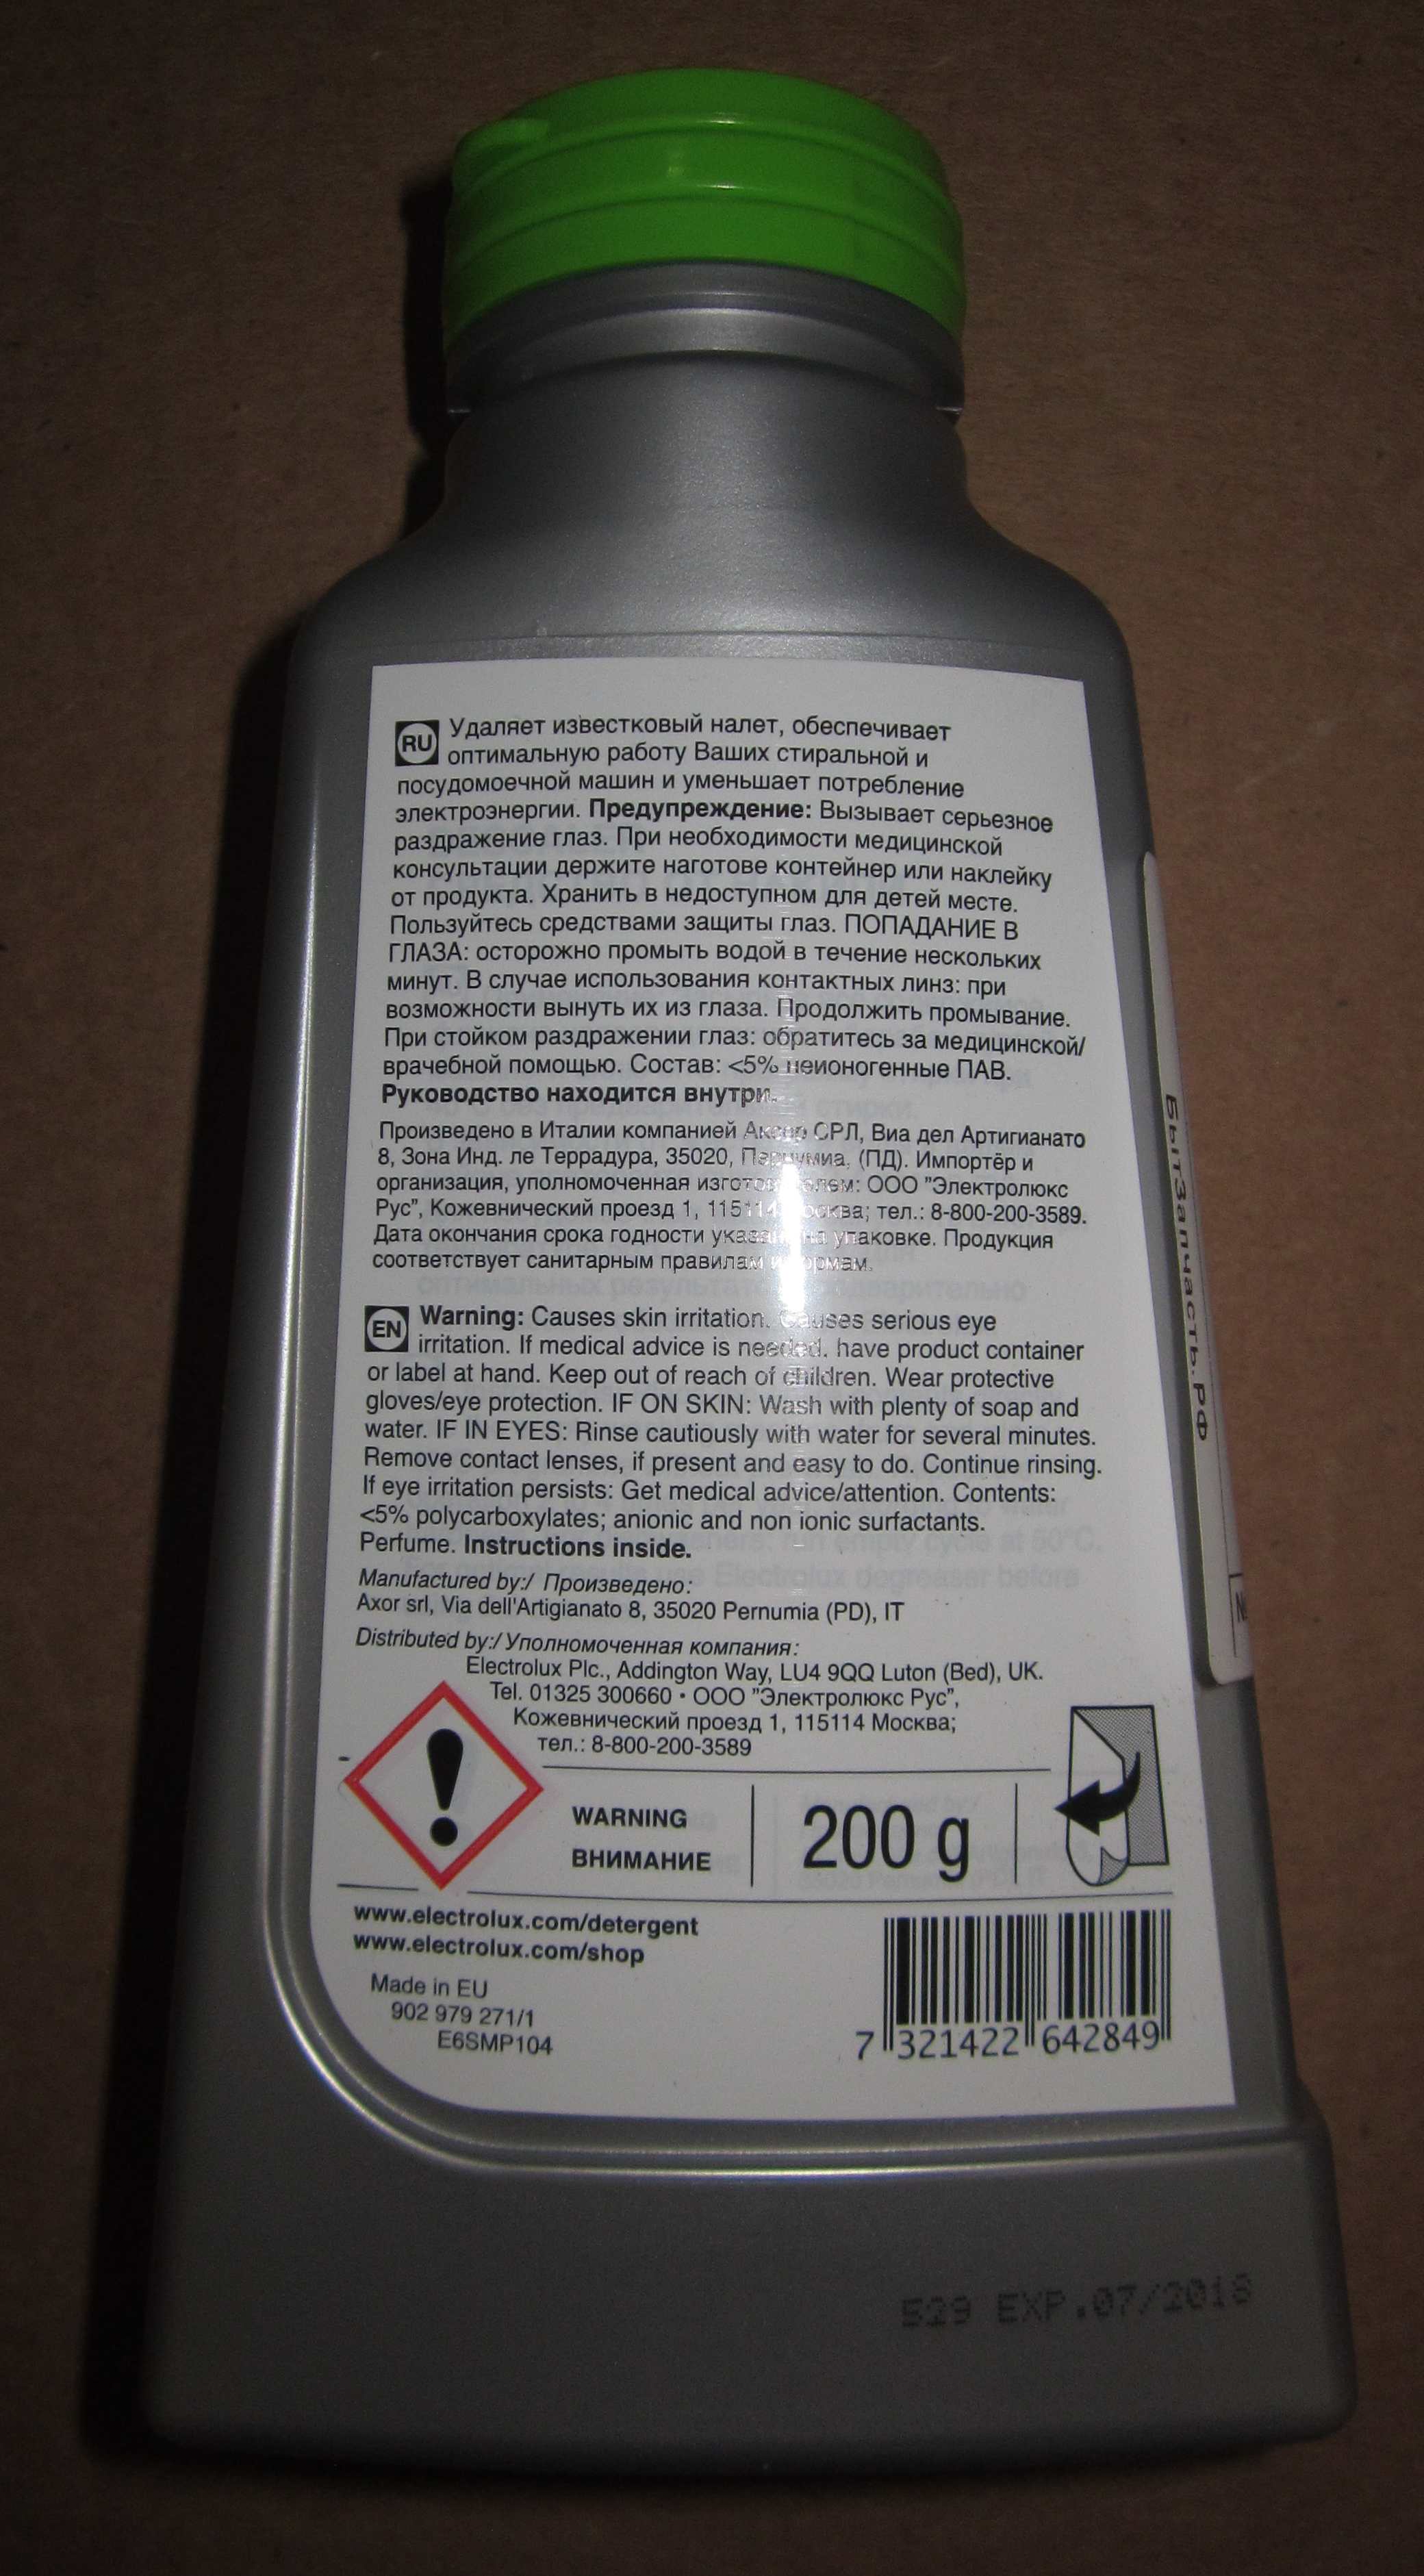 RU Удаляет известковый налет, обеспечивает
оптимальную работу Ваших стиральной и
посудомоечной машин и уменьшает потребление
электроэнергии. Предупреждение: Вызывает серьезное
раздражение глаз. При необходимости медицинской
консультации держите наготове контейнер или наклейку
от продукта. Хранить в недоступном для детей месте.
Пользуйтесь средствами защиты глаз. ПОПАДАНИЕ В
ГЛАЗА: осторожно промыть водой в течение нескольких
минут. В случае использования контактных линз: при
возможности вынуть их из глаза. Продолжить промывание.
При стойком раздражении глаз: обратитесь за медицинской/
врачебной помощью. Состав: <5% неионогенные ПАВ.
Руководство находится внутри.
Произведено в Италии компанией СРЛ, Виа дел Артигианато
8, Зона Инд. ле Террадура, 35020, (ПД). Импортёр и
организация, уполномоченная изготовителем: ООО "Электролюкс
Рус", Кожевнический проезд 1, 115114 Москва; тел.: 8-800-200-3589.
Дата окончания срока годности указана на упаковке. Продукция
соответствует санитарным правилам и нормам.
EN Warning: Causes skin irritation. Causes serious eye
irritation. If medical advice is needed, have product container
or label at hand. Keep out of reach of children. Wear protective
gloves/eye protection. IF ON SKIN: Wash with plenty of soap and
water. IF IN EYES: Rinse cautiously with water for several minutes.
Remove contact lenses, if present and easy to do. Continue rinsing.
If eye irritation persists: Get medical advice/attention. Contents:
<5% polycarboxylates; anionic and non ionic surfactants.
Perfume. Instructions inside.
Manufactured by:/ Произведено:
Axor srl, Via dell'Artigianato 8, 35020 Pernumia (PD), IT
Distributed by:/ Уполномоченная компания:
Electrolux Plc., Addington Way, LU4 9QQ Luton (Bed), UK.
Tel. 01325 300660 • ООО "Электролюкс Рус",
Кожевнический проезд 1, 115114 Москва;
тел.: 8-800-200-3589
WARNING
ВНИМАНИЕ
200 g
www.electrolux.com/detergent
www.electrolux.com/shop
Made in EU
902 979 271/1
E6SMP104
7 321422 642849
529 EXP.07/2018
БытЗапчасть.РФ